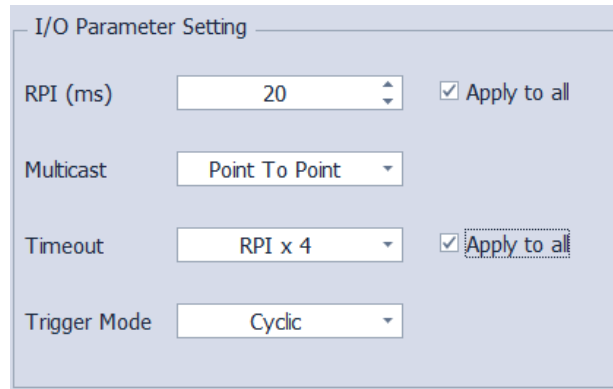 I/O Parameter Setting
RPI (ms) 20 Apply to all
Multicast Point To Point
Timeout RPI x 4 Apply to all
Trigger Mode Cyclic